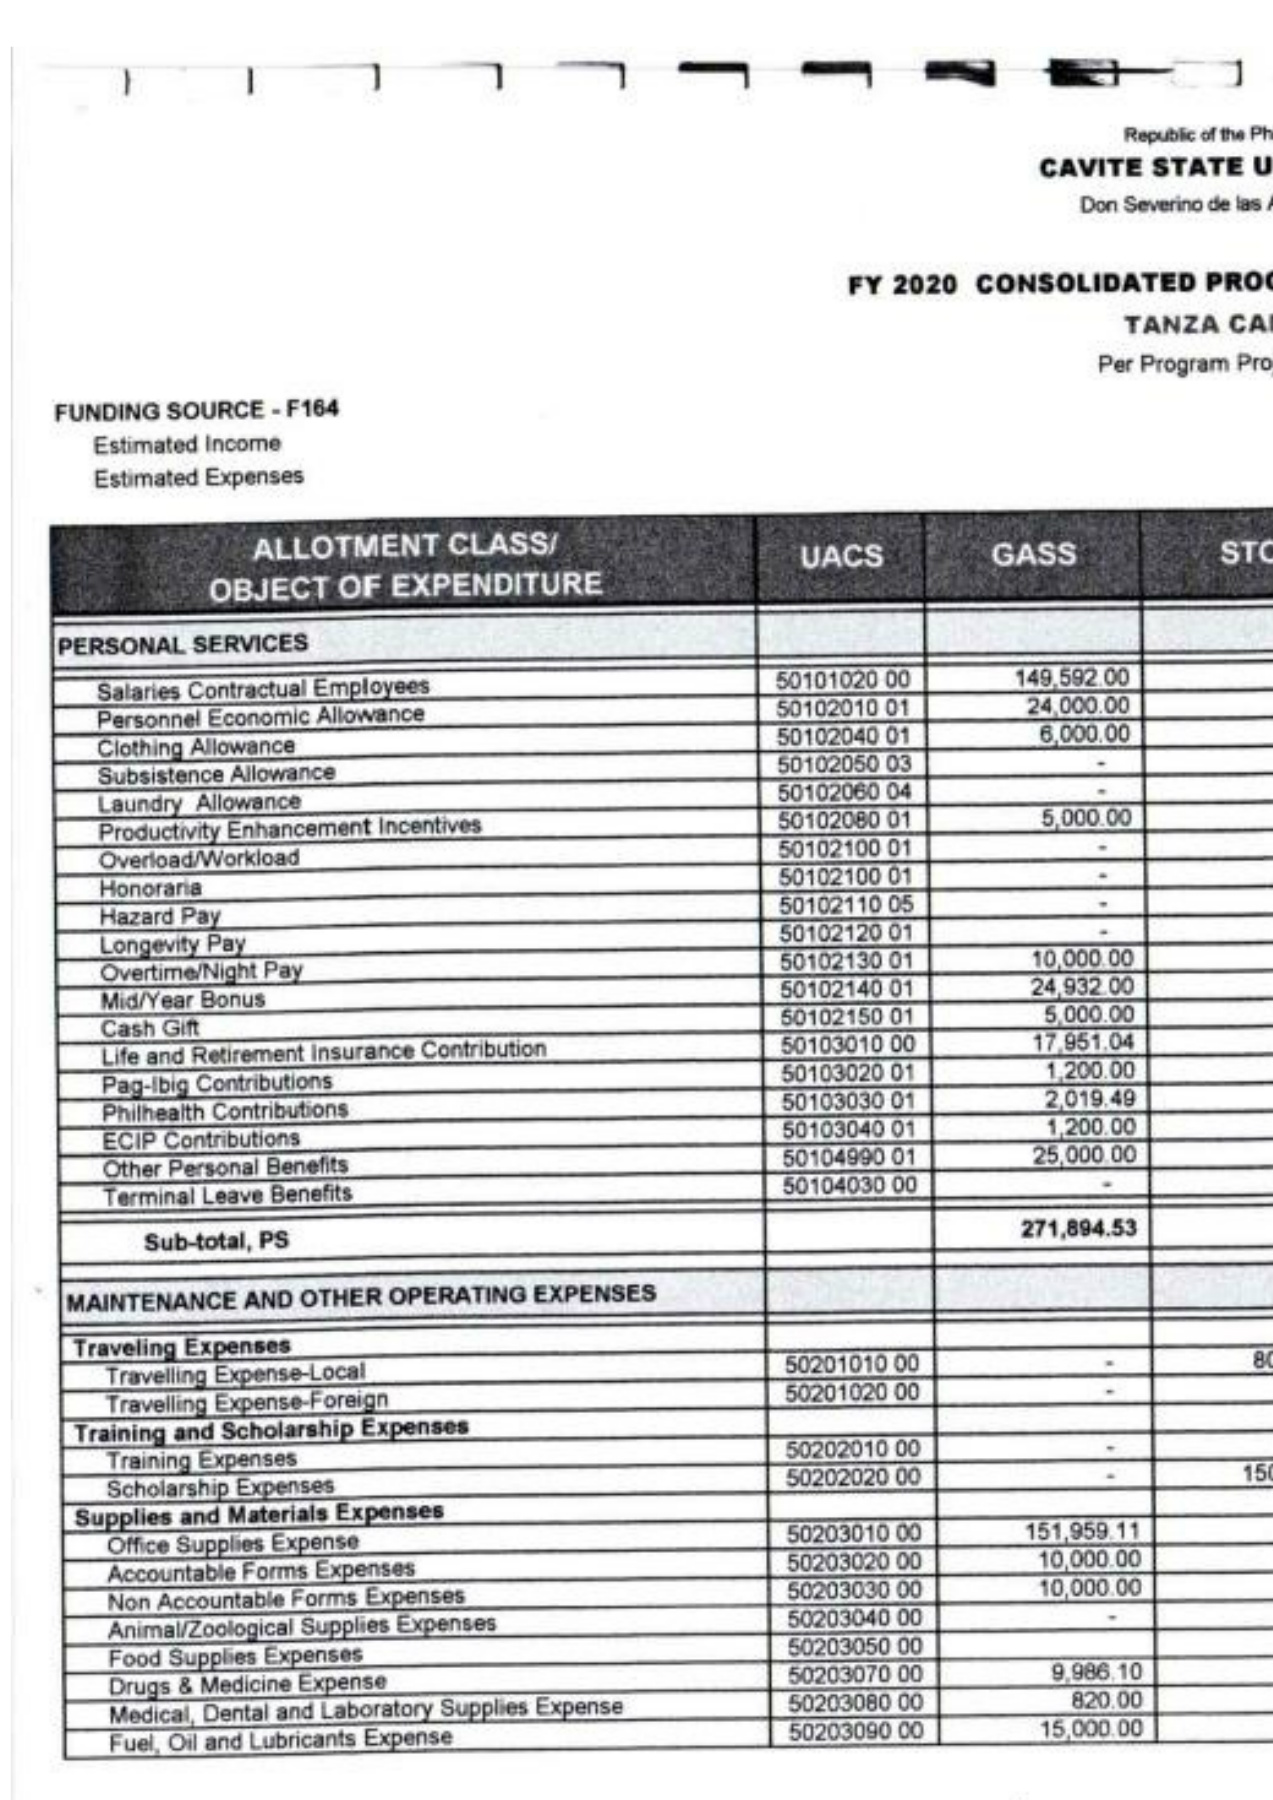 Republic of the Ph
CAVITE STATE U
Don Severino de las A
FY 2020 CONSOLIDATED PROG
TANZA CAM
Per Program Proj
FUNDING SOURCE - F164
Estimated Income
Estimated Expenses
ALLOTMENT CLASS/
OBJECT OF EXPENDITURE UACS GASS STO
PERSONAL SERVICES
Salaries Contractual Employees 50101020 00 149,592.00
Personnel Economic Allowance 50102010 01 24,000.00
Clothing Allowance 50102040 01 6,000.00
Subsistence Allowance 50102050 03 -
Laundry Allowance 50102060 04 -
Productivity Enhancement Incentives 50102080 01 5,000.00
Overload/Workload 50102100 01 -
Honoraria 50102100 01 -
Hazard Pay 50102110 05 -
Longevity Pay 50102120 01 -
Overtime/Night Pay 50102130 01 10,000.00
Mid/Year Bonus 50102140 01 24,932.00
Cash Gift 50102150 01 5,000.00
Life and Retirement Insurance Contribution 50103010 00 17,951.04
Pag-Ibig Contributions 50103020 01 1,200.00
Philhealth Contributions 50103030 01 2,019.49
ECIP Contributions 50103040 01 1,200.00
Other Personal Benefits 50104990 01 25,000.00
Terminal Leave Benefits 50104030 00 -
Sub-total, PS 271,894.53
MAINTENANCE AND OTHER OPERATING EXPENSES
Traveling Expenses
Travelling Expense-Local 50201010 00 - 80
Travelling Expense-Foreign 50201020 00 -
Training and Scholarship Expenses
Training Expenses 50202010 00 -
Scholarship Expenses 50202020 00 - 150
Supplies and Materials Expenses
Office Supplies Expense 50203010 00 151,959.11
Accountable Forms Expenses 50203020 00 10,000.00
Non Accountable Forms Expenses 50203030 00 10,000.00
Animal/Zoological Supplies Expenses 50203040 00 -
Food Supplies Expenses 50203050 00
Drugs & Medicine Expense 50203070 00 9,986.10
Medical, Dental and Laboratory Supplies Expense 50203080 00 820.00
Fuel, Oil and Lubricants Expense 50203090 00 15,000.00